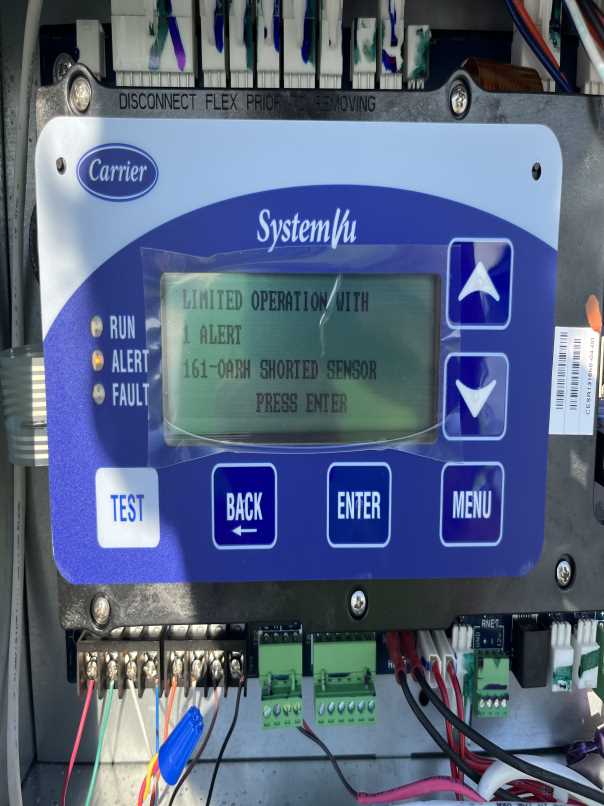 DISCONNECT FLEX PRIOR TO REMOVING
Carrier
SystemVu
LIMITED OPERATION WITH
1 ALERT
161-OARH SHORTED SENSOR
PRESS ENTER
RUN
ALERT
FAULT
TEST
BACK
ENTER
MENU
RNET